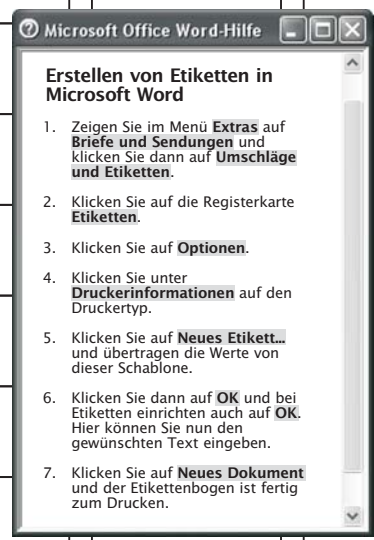 Microsoft Office Word-Hilfe
Erstellen von Etiketten in
Microsoft Word
1. Zeigen Sie im Menü Extras auf
Briefe und Sendungen und
klicken Sie dann auf Umschläge
und Etiketten.
2. Klicken Sie auf die Registerkarte
Etiketten.
3. Klicken Sie auf Optionen.
4. Klicken Sie unter
Druckerinformationen auf den
Druckertyp.
5. Klicken Sie auf Neues Etikett...
und übertragen die Werte von
dieser Schablone.
6. Klicken Sie dann auf OK und bei
Etiketten einrichten auch auf OK.
Hier können Sie nun den
gewünschten Text eingeben.
7. Klicken Sie auf Neues Dokument
und der Etikettenbogen ist fertig
zum Drucken.